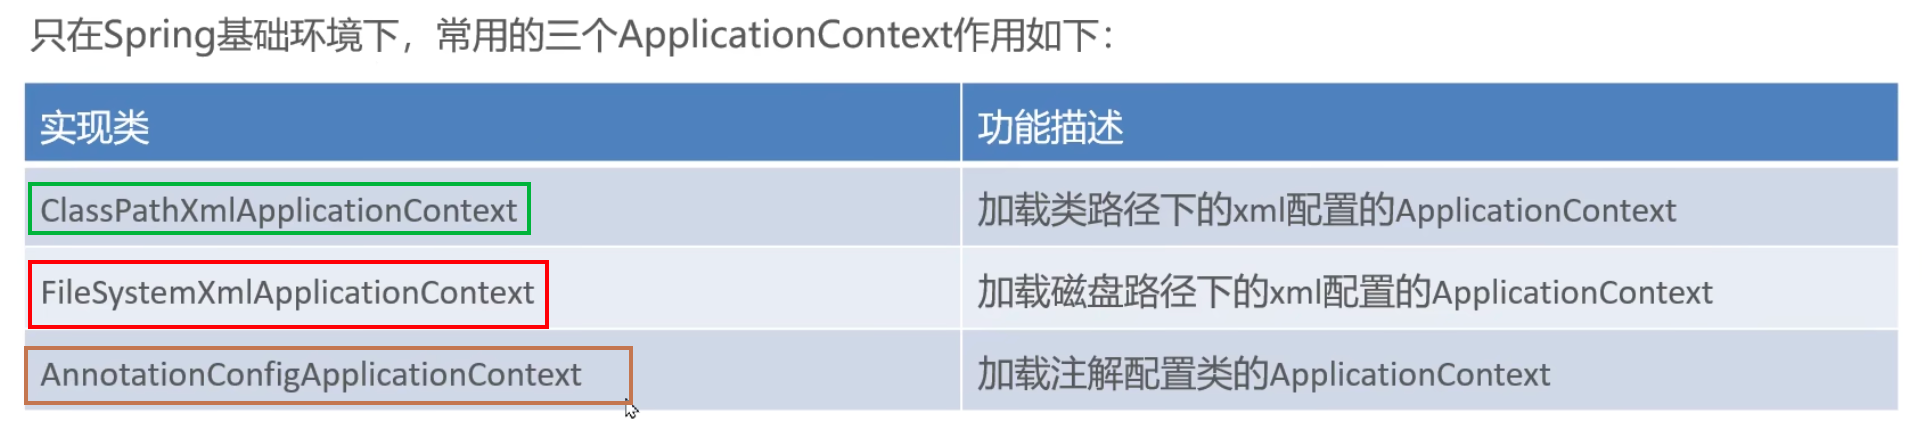 只在Spring基础环境下，常用的三个ApplicationContext作用如下：
实现类 功能描述
ClassPathXmlApplicationContext 加载类路径下的xml配置的ApplicationContext
FileSystemXmlApplicationContext 加载磁盘路径下的xml配置的ApplicationContext
AnnotationConfigApplicationContext 加载注解配置类的ApplicationContext